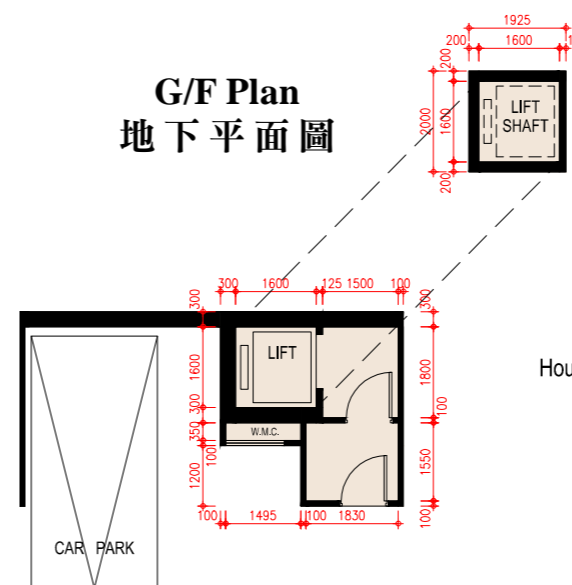 G/F Plan
地下平面圖
1925
200 1600 1
200
2000
1600
200
LIFT
SHAFT
300 1600 125 1500 100
300
1600
300
350
100
1200
LIFT
W.M.C.
300
1800
100
1550
100
Hou
100 1495 100 1830
CAR PARK